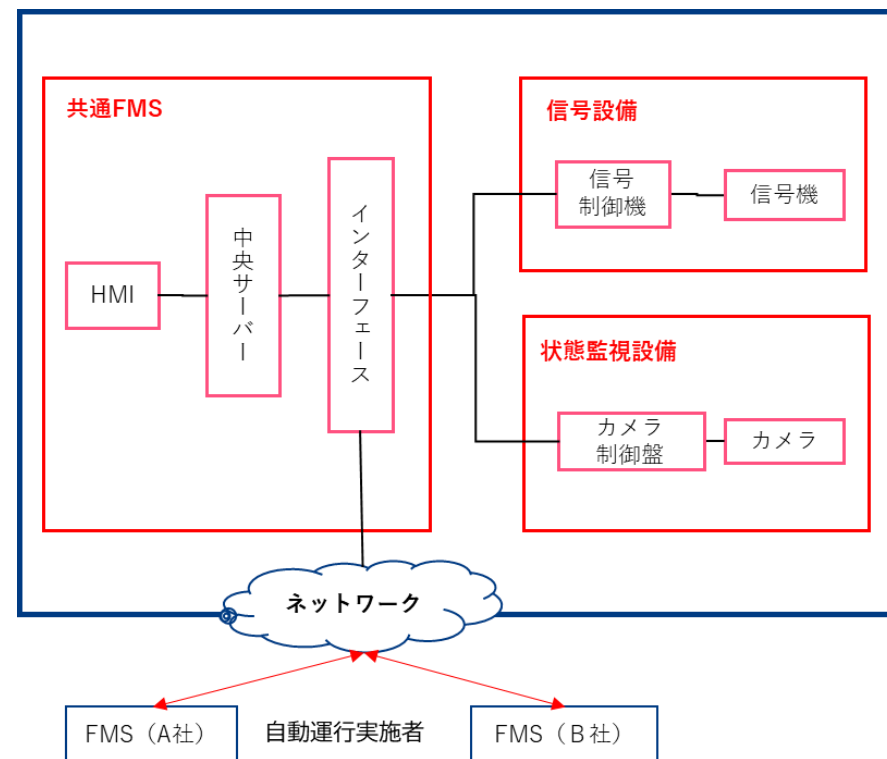 共通FMS
HMI
中央サーバー
インターフェース
信号設備
信号
制御機
信号機
状態監視設備
カメラ
制御盤
カメラ
ネットワーク
FMS（A社）
自動運行実施者
FMS（B社）